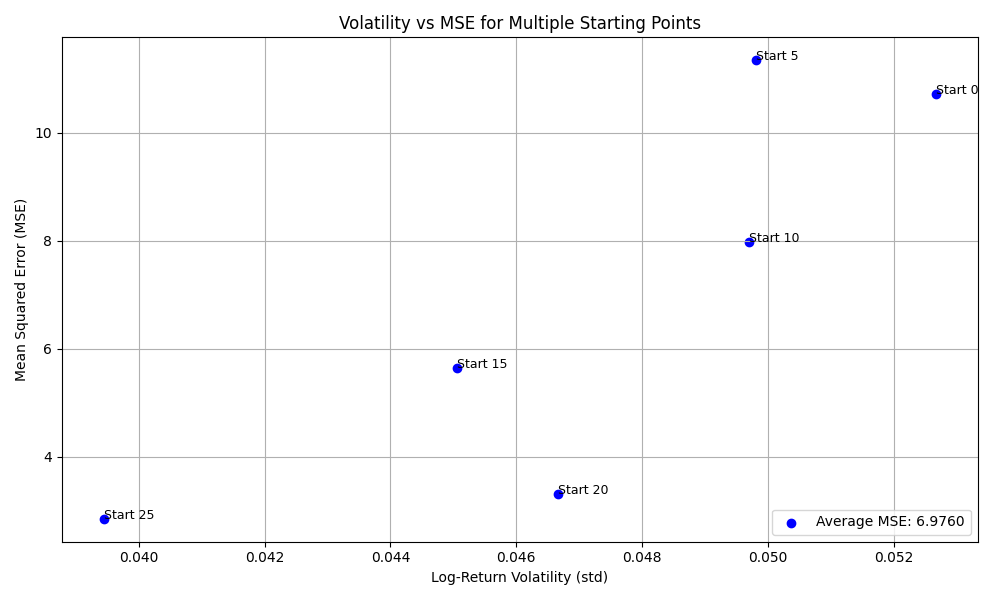 Volatility vs MSE for Multiple Starting Points
Mean Squared Error (MSE)
10
8
6
4
Start 5
Start 0
Start 10
Start 15
Start 20
Start 25
Average MSE: 6.9760
0.040
0.042
0.044
0.046
0.048
0.050
0.052
Log-Return Volatility (std)